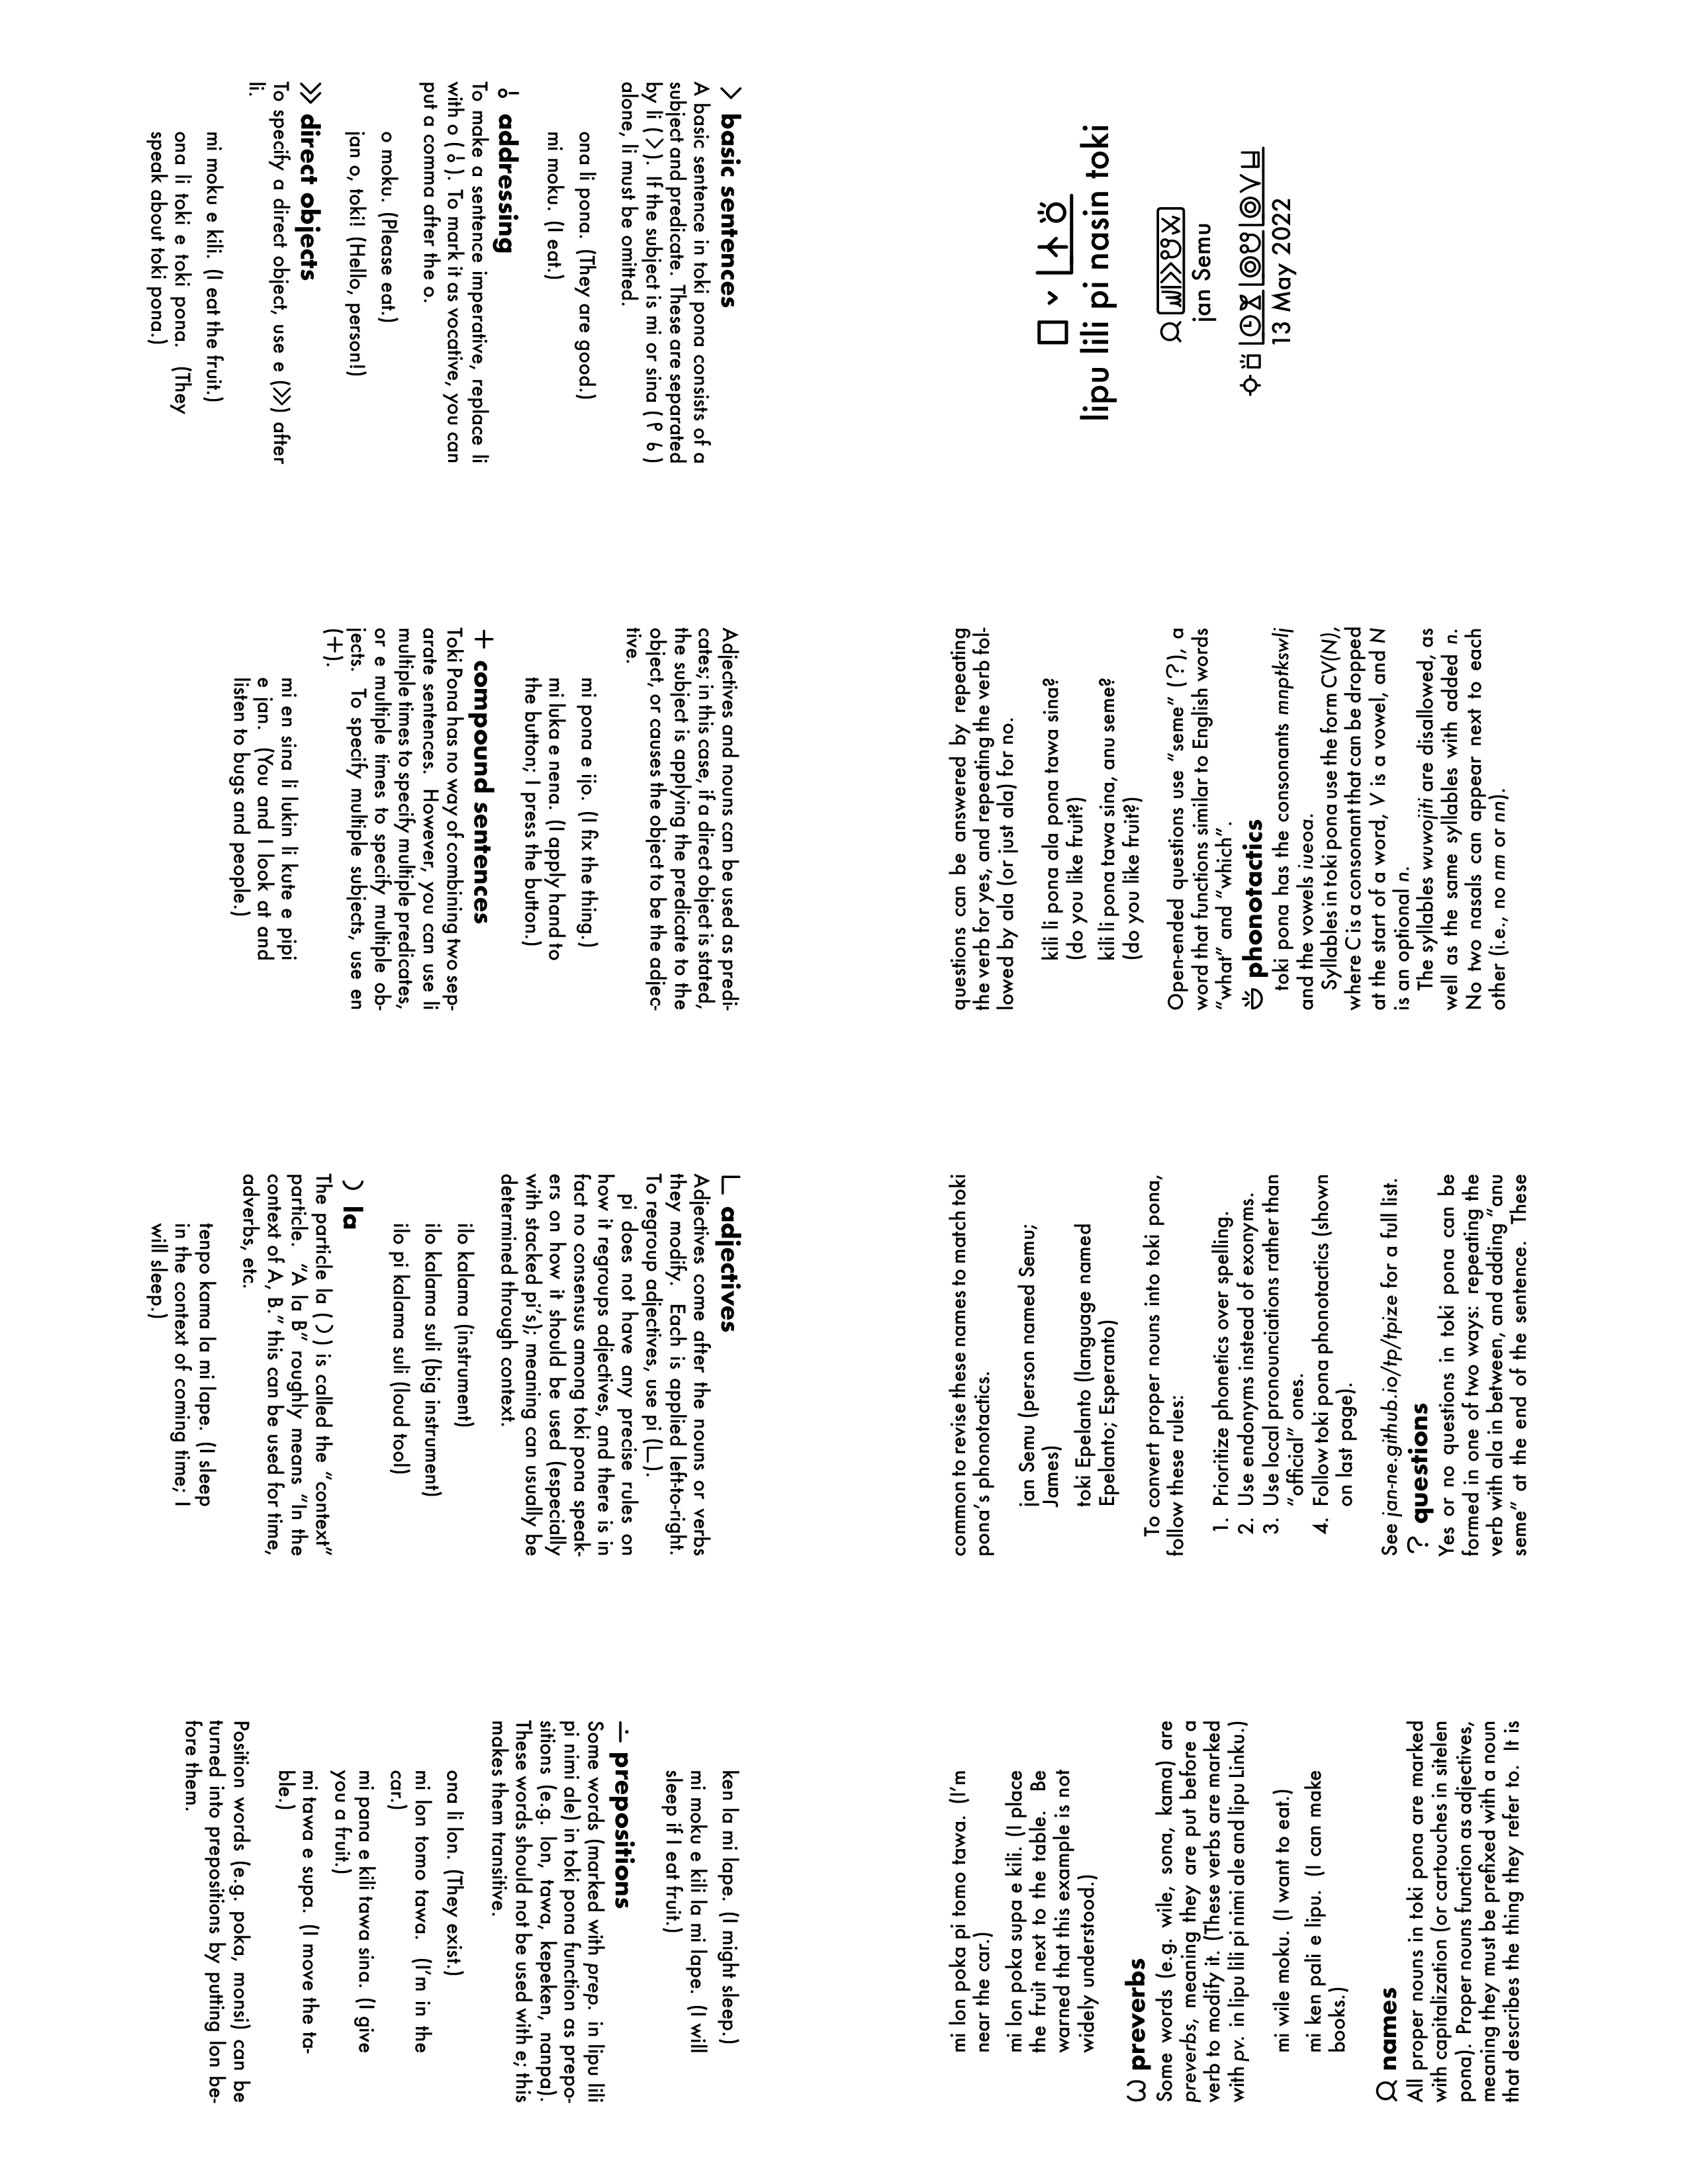 lipu lili pi nasin toki
jan Semu
13 May 2022
> basic sentences
A basic sentence in toki pona consists of a
subject and predicate. These are separated
by li (>). If the subject is mi or sina ( )
alone, li must be omitted.
ona li pona. (They are good.)
mi moku. (I eat.)
addressing
To make a sentence imperative, replace li
with o ( ). To mark it as vocative, you can
put a comma after the o.
o moku. (Please eat.)
jan o, toki! (Hello, person!)
>> direct objects
To specify a direct object, use e (>>) after
li.
mi moku e kili. (I eat the fruit.)
ona li toki e toki pona. (They
speak about toki pona.)
Adjectives and nouns can be used as predi-
cates; in this case, if a direct object is stated,
the subject is applying the predicate to the
object, or causes the object to be the adjec-
tive.
mi pona e ijo. (I fix the thing.)
mi luka e nena. (I apply hand to
the button; I press the button.)
+ compound sentences
Toki Pona has no way of combining two sep-
arate sentences. However, you can use li
multiple times to specify multiple predicates,
or e multiple times to specify multiple ob-
jects. To specify multiple subjects, use en
(+).
mi en sina li lukin li kute e pipi
e jan. (You and I look at and
listen to bugs and people.)
L adjectives
Adjectives come after the nouns or verbs
they modify. Each is applied left-to-right.
To regroup adjectives, use pi (L).
pi does not have any precise rules on
how it regroups adjectives, and there is in
fact no consensus among toki pona speak-
ers on how it should be used (especially
with stacked pi's); meaning can usually be
determined through context.
ilo kalama (instrument)
ilo kalama suli (big instrument)
ilo pi kalama suli (loud tool)
) la
The particle la ( ) ) is called the “context”
particle. “A la B” roughly means “In the
context of A, B.” this can be used for time,
adverbs, etc.
tenpo kama la mi lape. (I sleep
in the context of coming time; I
will sleep.)
ken la mi lape. (I might sleep.)
mi moku e kili la mi lape. (I will
sleep if I eat fruit.)
prepositions
Some words (marked with prep. in lipu lili
pi nimi ale) in toki pona function as prepo-
sitions (e.g. lon, tawa, kepeken, nanpa).
These words should not be used with e; this
makes them transitive.
ona li lon. (They exist.)
mi lon tomo tawa. (I'm in the
car.)
mi pana e kili tawa sina. (I give
you a fruit.)
mi tawa e supa. (I move the ta-
ble.)
Position words (e.g. poka, monsi) can be
turned into prepositions by putting lon be-
fore them.
mi lon poka pi tomo tawa. (I'm
near the car.)
mi lon poka supa e kili. (I place
the fruit next to the table. Be
warned that this example is not
widely understood.)
preverbs
Some words (e.g. wile, sona, kama) are
preverbs, meaning they are put before a
verb to modify it. (These verbs are marked
with pv. in lipu lili pi nimi ale and lipu Linku.)
mi wile moku. (I want to eat.)
mi ken pali e lipu. (I can make
books.)
names
All proper nouns in toki pona are marked
with capitalization (or cartouches in sitelen
pona). Proper nouns function as adjectives,
meaning they must be prefixed with a noun
that describes the thing they refer to. It is
common to revise these names to match toki
pona's phonotactics.
jan Semu (person named Semu;
James)
toki Epelanto (language named
Epelanto; Esperanto)
To convert proper nouns into toki pona,
follow these rules:
1. Prioritize phonetics over spelling.
2. Use endonyms instead of exonyms.
3. Use local pronounciations rather than
“official” ones.
4. Follow toki pona phonotactics (shown
on last page).
See jan-ne.github.io/tp/tpize for a full list.
? questions
Yes or no questions in toki pona can be
formed in one of two ways: repeating the
verb with ala in between, and adding “anu
seme” at the end of the sentence. These
questions can be answered by repeating
the verb for yes, and repeating the verb fol-
lowed by ala (or just ala) for no.
kili li pona ala pona tawa sina?
(do you like fruit?)
kili li pona tawa sina, anu seme?
(do you like fruit?)
Open-ended questions use “seme” (?), a
word that functions similar to English words
“what” and “which”.
phonotactics
toki pona has the consonants mnptkswlj
and the vowels iueoa.
Syllables in toki pona use the form CV(N),
where C is a consonant that can be dropped
at the start of a word, V is a vowel, and N
is an optional n.
The syllables wuwojiti are disallowed, as
well as the same syllables with added n.
No two nasals can appear next to each
other (i.e., no nm or nn).